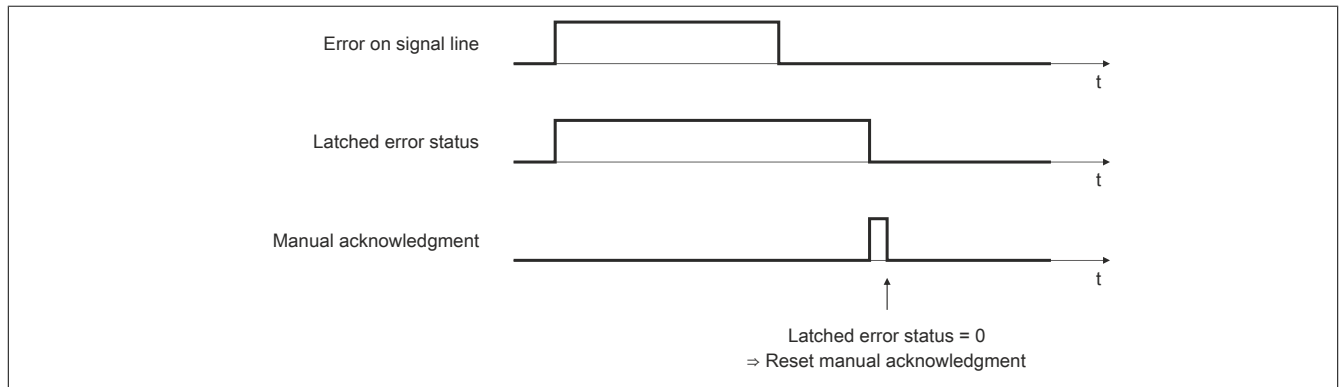 Error on signal line
t
Latched error status
t
Manual acknowledgment
t
Latched error status = 0
⇒ Reset manual acknowledgment